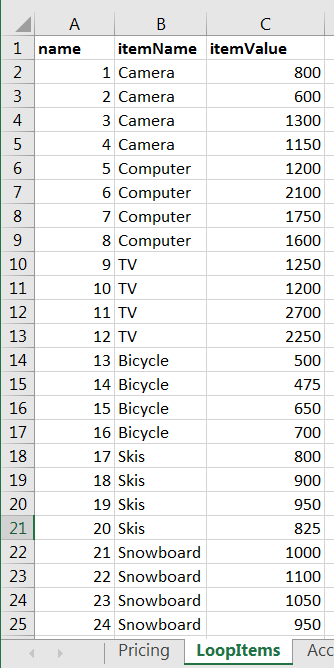 A B C
1 name itemName itemValue
2 1 Camera 800
3 2 Camera 600
4 3 Camera 1300
5 4 Camera 1150
6 5 Computer 1200
7 6 Computer 2100
8 7 Computer 1750
9 8 Computer 1600
10 9 TV 1250
11 10 TV 1200
12 11 TV 2700
13 12 TV 2250
14 13 Bicycle 500
15 14 Bicycle 475
16 15 Bicycle 650
17 16 Bicycle 700
18 17 Skis 800
19 18 Skis 900
20 19 Skis 950
21 20 Skis 825
22 21 Snowboard 1000
23 22 Snowboard 1100
24 23 Snowboard 1050
25 24 Snowboard 950
Pricing LoopItems Acc